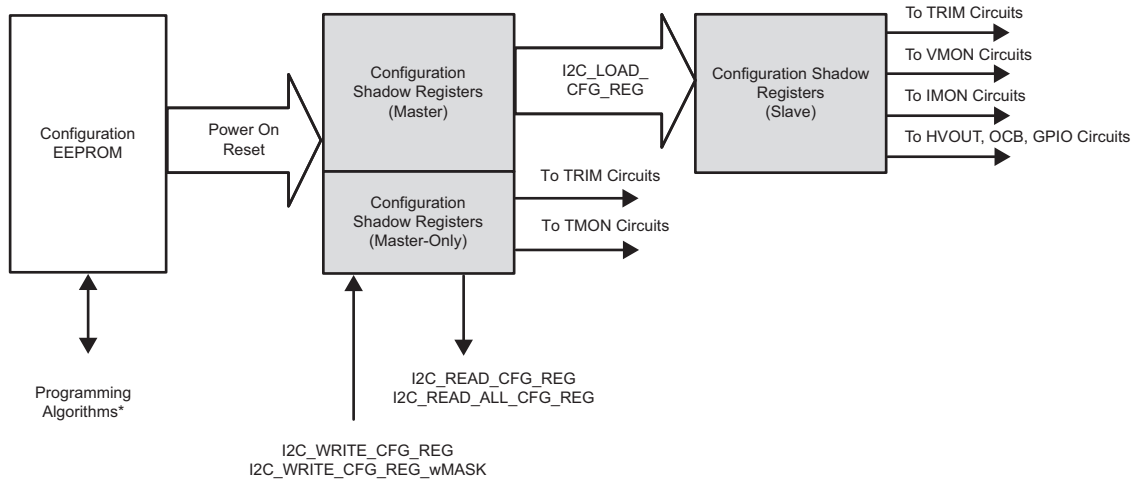 Configuration
EEPROM
Power On
Reset
Configuration
Shadow Registers
(Master)
I2C_LOAD_
CFG_REG
Configuration Shadow
Registers
(Slave)
To TRIM Circuits
To VMON Circuits
To IMON Circuits
To HVOUT, OCB, GPIO Circuits
Configuration
Shadow Registers
(Master-Only)
To TRIM Circuits
To TMON Circuits
Programming
Algorithms*
I2C_READ_CFG_REG
I2C_READ_ALL_CFG_REG
I2C_WRITE_CFG_REG
I2C_WRITE_CFG_REG_wMASK